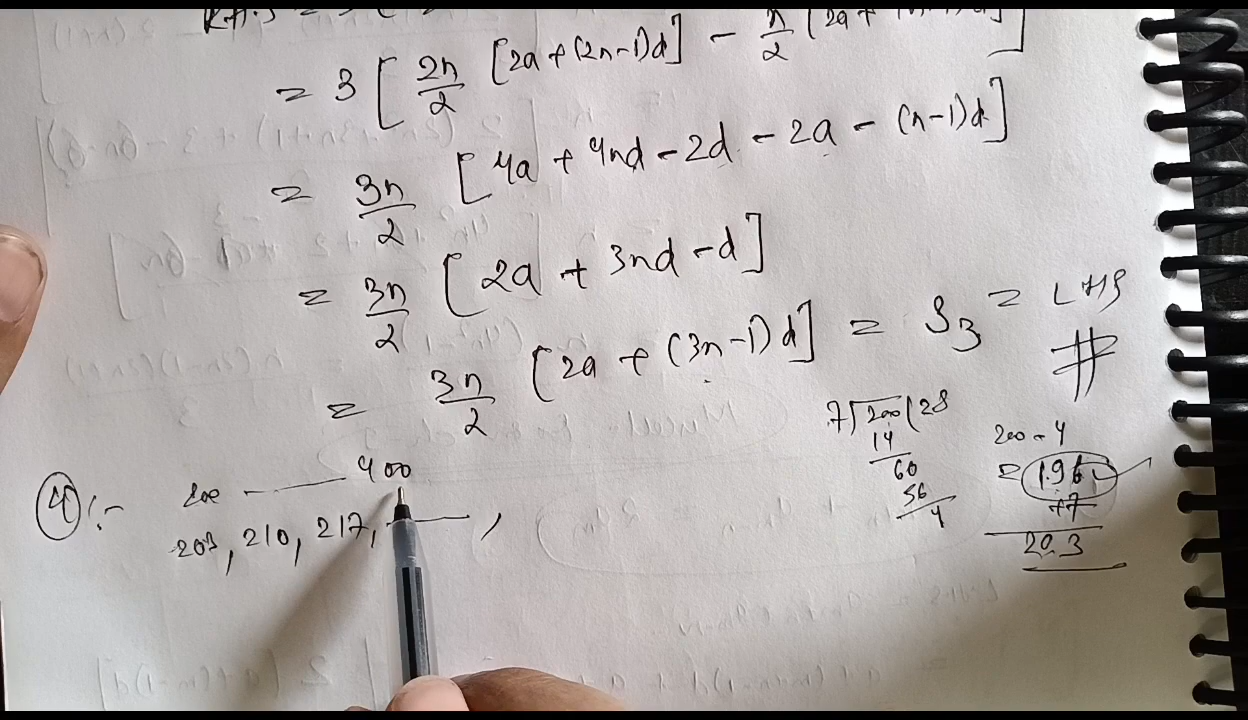 = 3 [ 2n/2 [2a + (2n-1)d] - n/2 [2a +
= 3n/2 [4a + 4nd - 2d - 2a - (n-1)d]
= 3n/2 [2a + 3nd - d]
= 3n/2 [2a + (3n-1)d] = S3 = LHS
#
7)200(28
14
60
56
4
200-4
= 196
+7
203
④:- 200 — 400
203, 210, 217, — ,